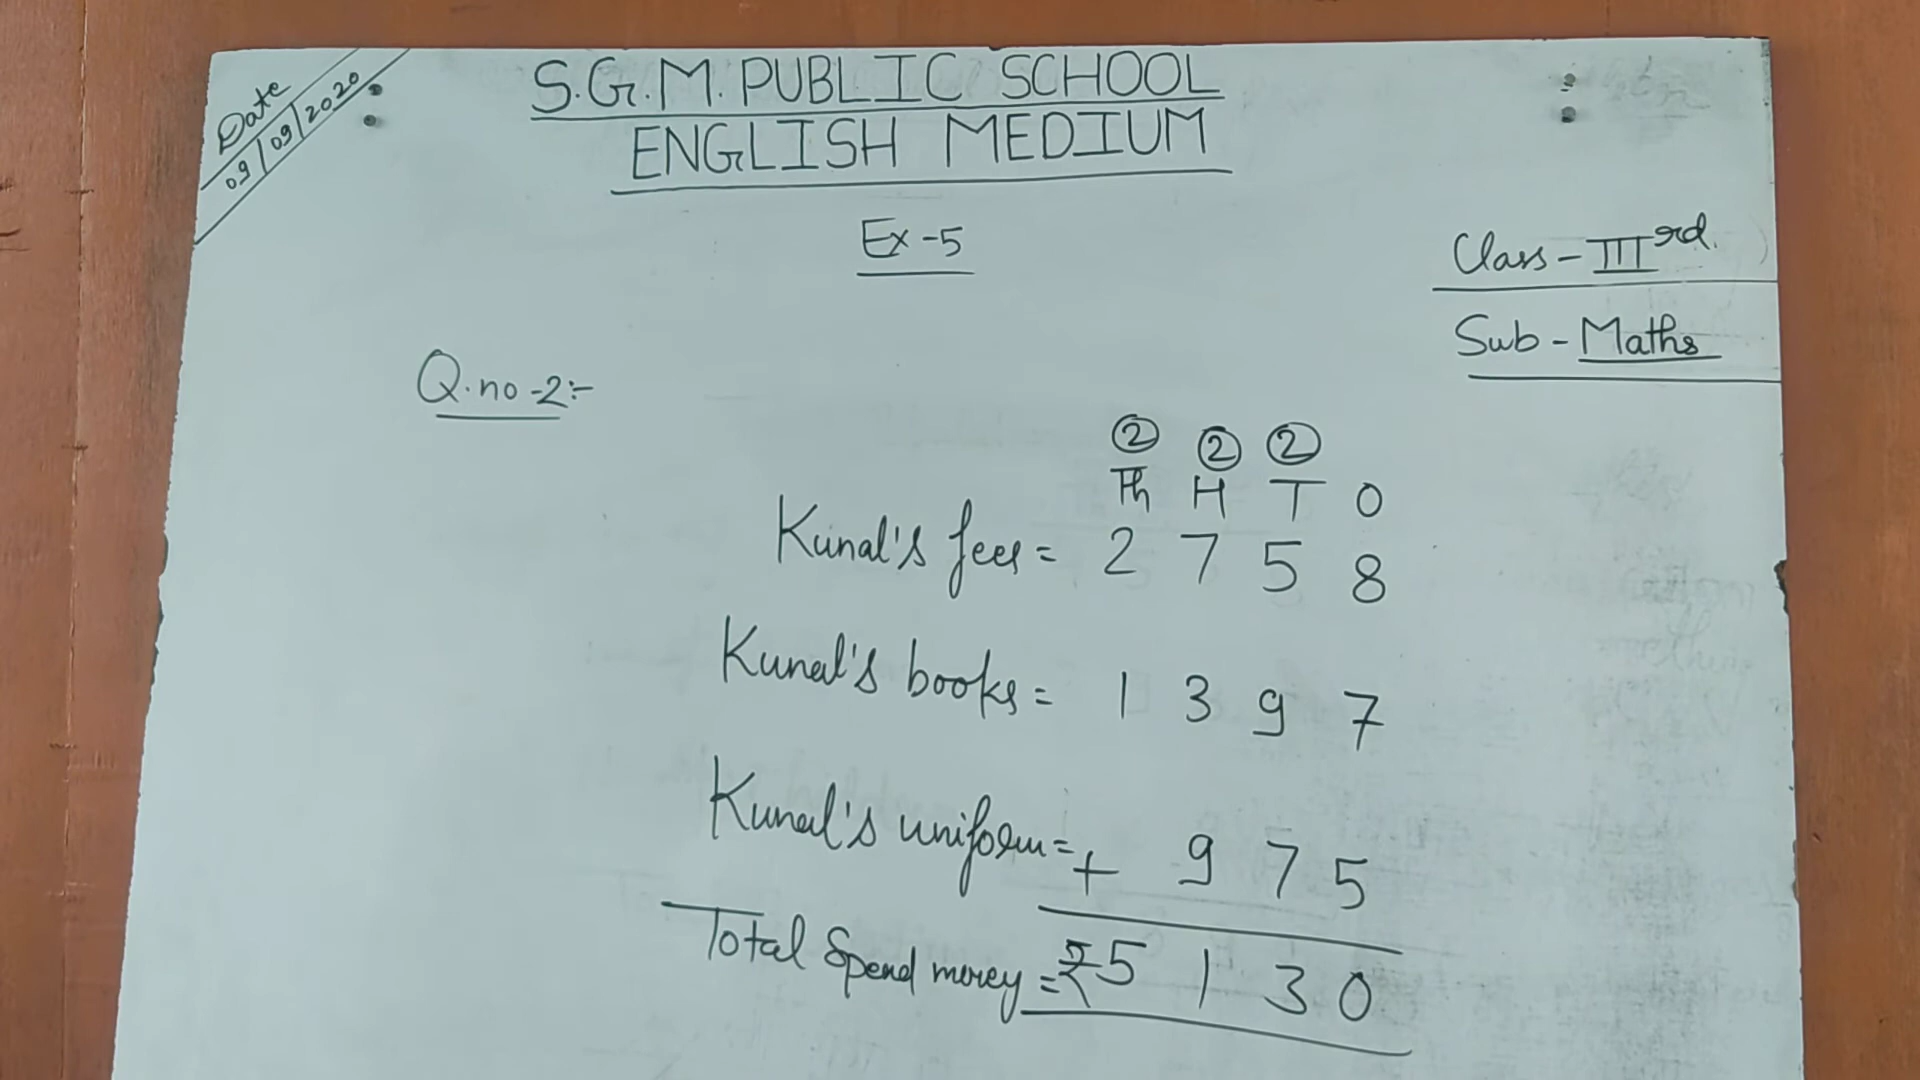 Date
09/09/2020
S.G.M. PUBLIC SCHOOL
ENGLISH MEDIUM
Ex-5
Class - III rd.
Sub - Maths
Q.no-2:-
② ② ②
Th H T O
Kunal's fees = 2 7 5 8
Kunal's books = 1 3 9 7
Kunal's uniform = + 9 7 5
Total Spend money = ₹5 1 3 0